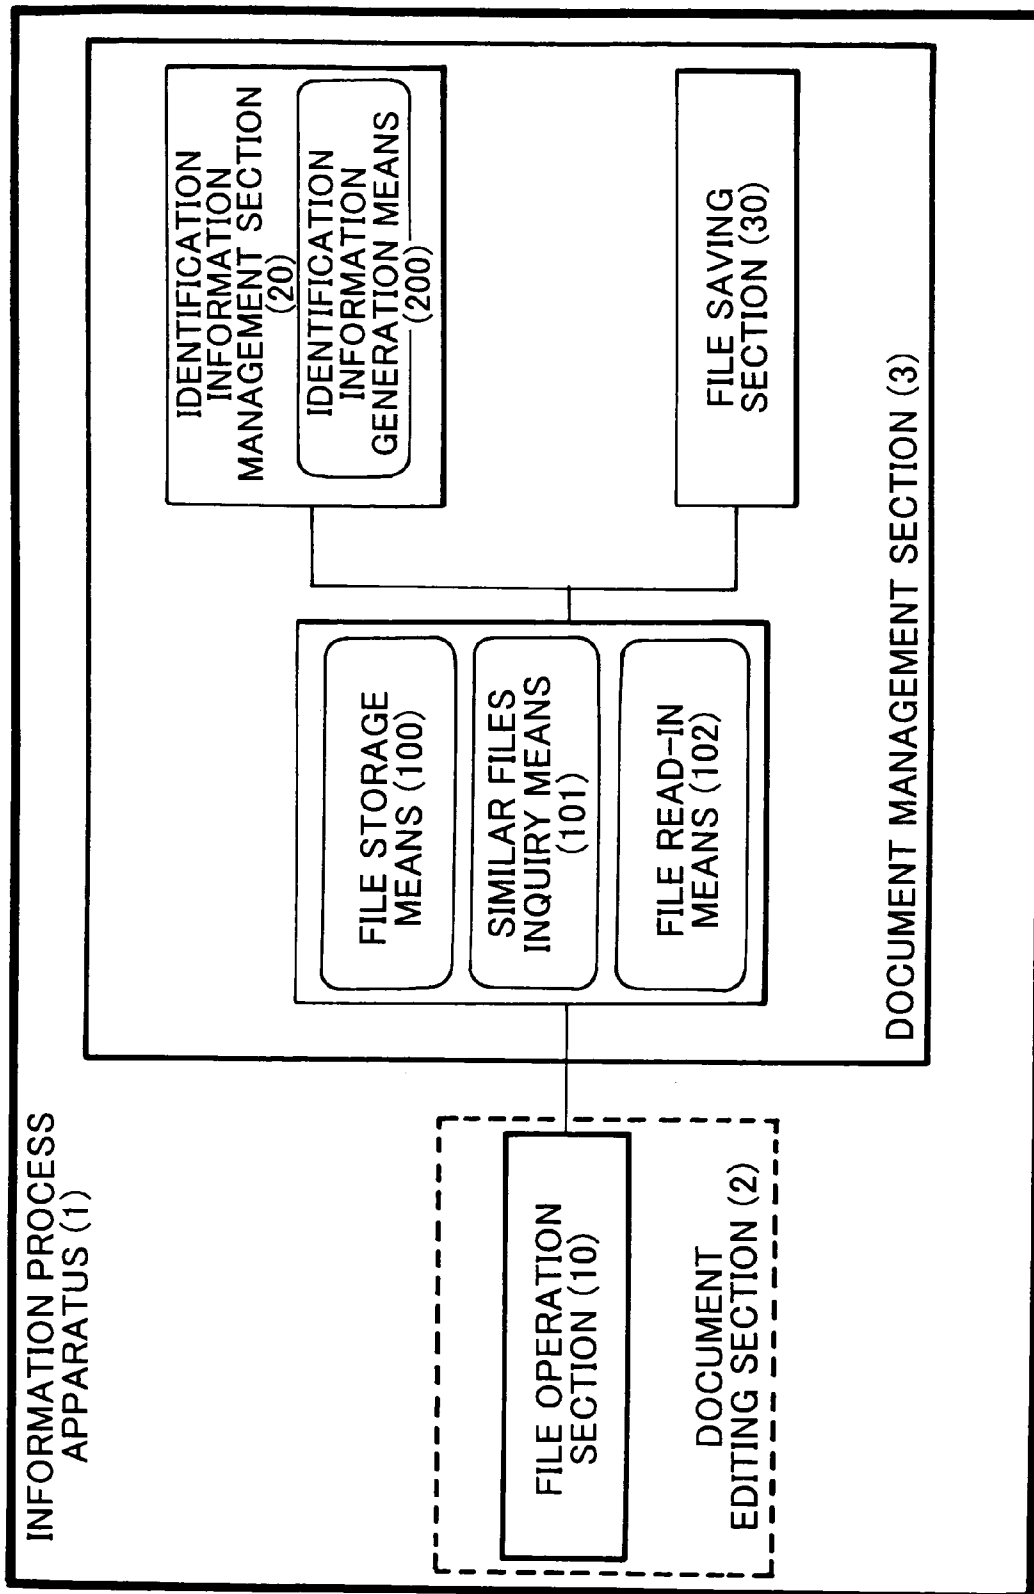 INFORMATION PROCESS
APPARATUS (1)
FILE OPERATION
SECTION (10)
DOCUMENT
EDITING SECTION (2)
FILE STORAGE
MEANS (100)
SIMILAR FILES
INQUIRY MEANS
(101)
FILE READ-IN
MEANS (102)
IDENTIFICATION
INFORMATION
MANAGEMENT SECTION
(20)
IDENTIFICATION
INFORMATION
GENERATION MEANS
(200)
FILE SAVING
SECTION (30)
DOCUMENT MANAGEMENT SECTION (3)